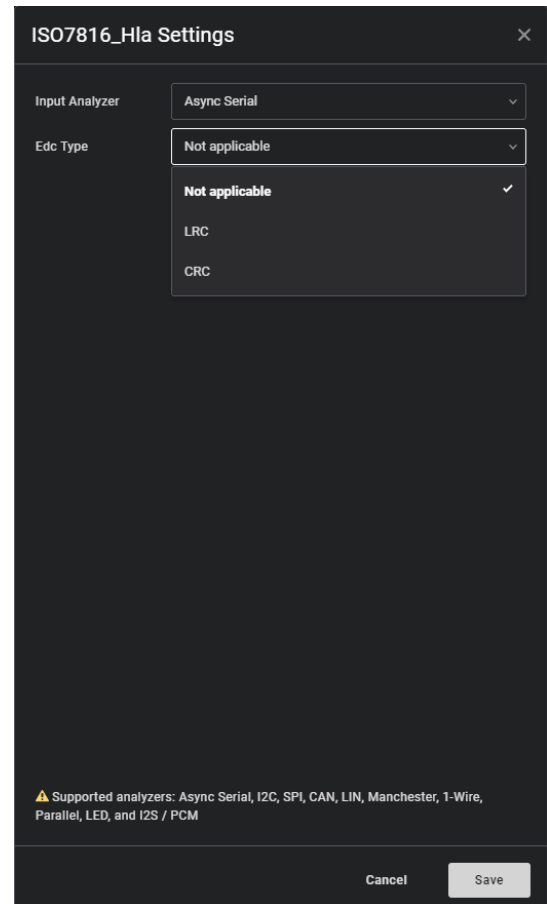 ISO7816_Hla Settings
Input Analyzer Async Serial
Edc Type Not applicable
Not applicable
LRC
CRC
Supported analyzers: Async Serial, I2C, SPI, CAN, LIN, Manchester, 1-Wire,
Parallel, LED, and I2S / PCM
Cancel Save